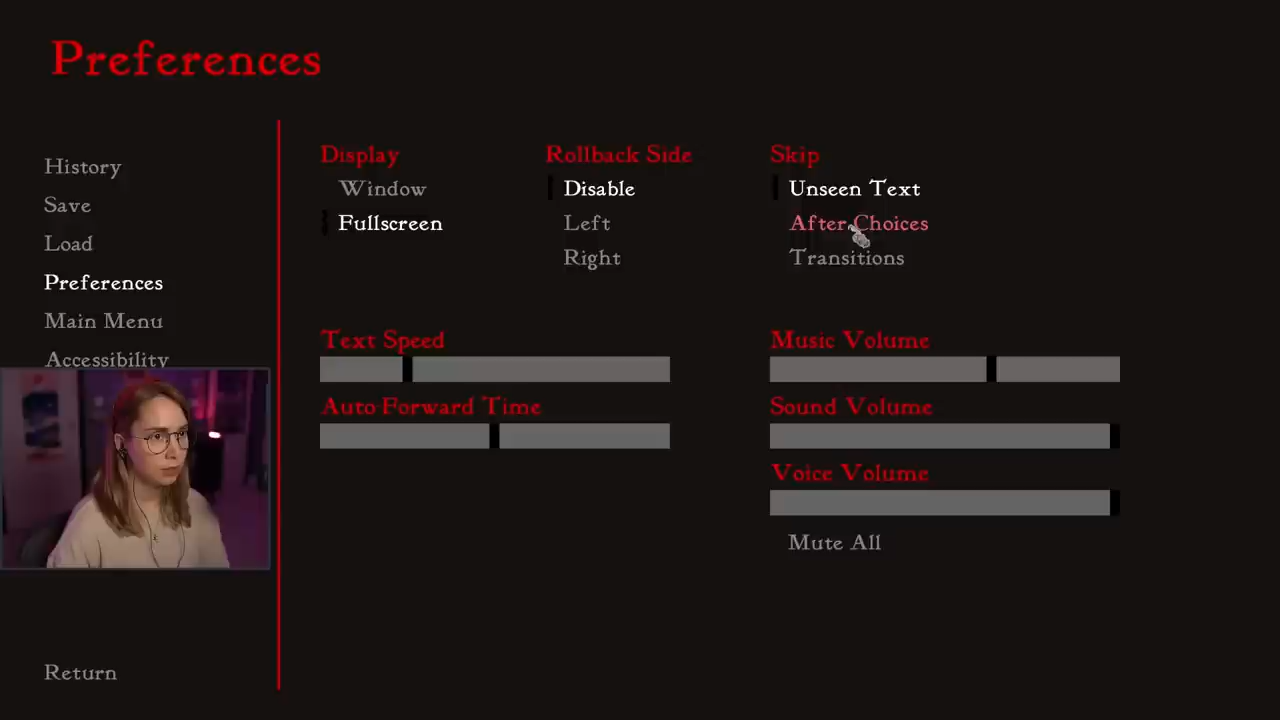 Preferences
History
Save
Load
Preferences
Main Menu
Accessibility
Return
Display
Window
Fullscreen
Rollback Side
Disable
Left
Right
Skip
Unseen Text
After Choices
Transitions
Text Speed
Auto-Forward Time
Music Volume
Sound Volume
Voice Volume
Mute All